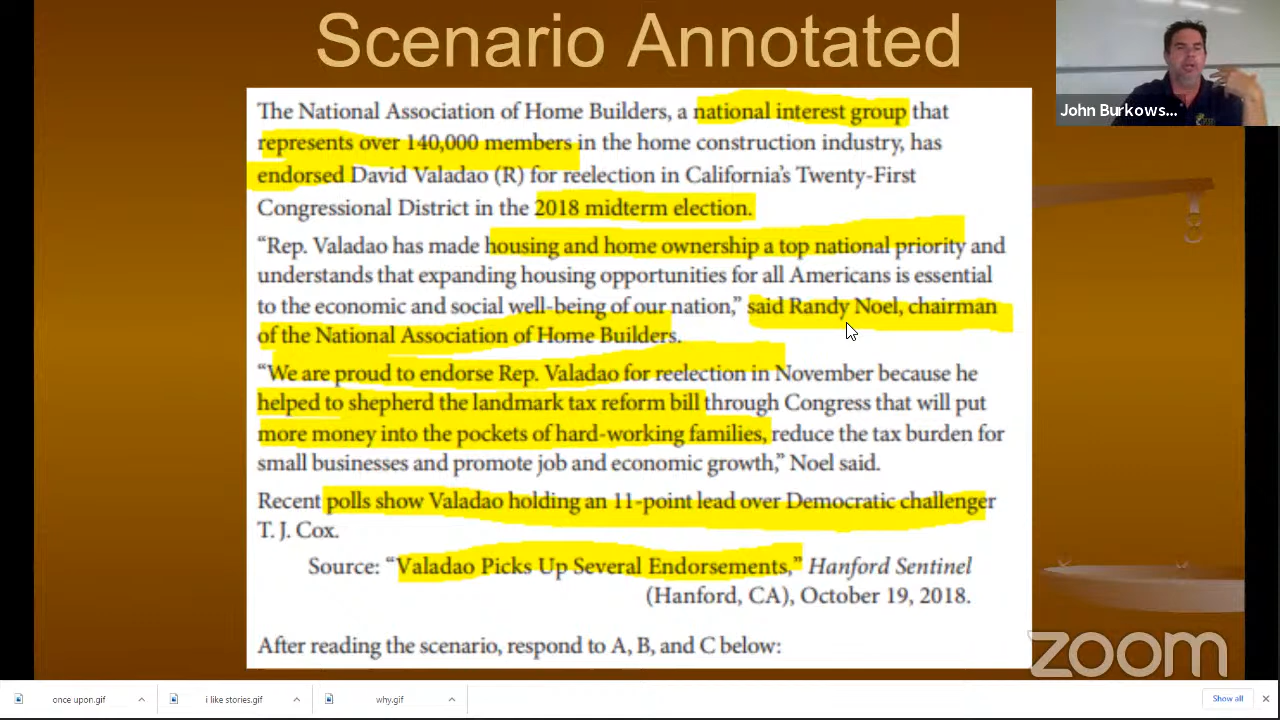 Scenario Annotated
The National Association of Home Builders, a national interest group that
represents over 140,000 members in the home construction industry, has
endorsed David Valadao (R) for reelection in California's Twenty-First
Congressional District in the 2018 midterm election.
“Rep. Valadao has made housing and home ownership a top national priority and
understands that expanding housing opportunities for all Americans is essential
to the economic and social well-being of our nation,” said Randy Noel, chairman
of the National Association of Home Builders.
“We are proud to endorse Rep. Valadao for reelection in November because he
helped to shepherd the landmark tax reform bill through Congress that will put
more money into the pockets of hard-working families, reduce the tax burden for
small businesses and promote job and economic growth,” Noel said.
Recent polls show Valadao holding an 11-point lead over Democratic challenger
T. J. Cox.
Source: “Valadao Picks Up Several Endorsements,” Hanford Sentinel
(Hanford, CA), October 19, 2018.
After reading the scenario, respond to A, B, and C below:
John Burkows...
zoom
once upon.gif
i like stories.gif
why.gif
Show all